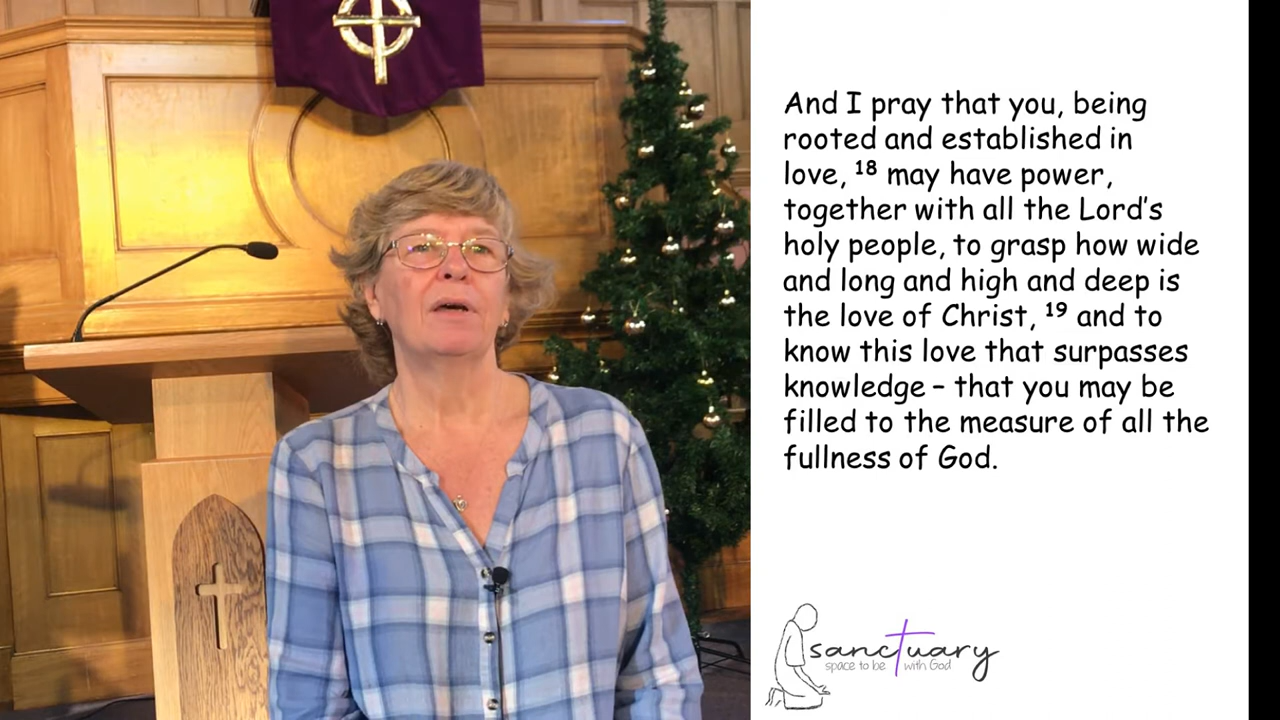 And I pray that you, being
rooted and established in
love, ¹⁸ may have power,
together with all the Lord's
holy people, to grasp how wide
and long and high and deep is
the love of Christ, ¹⁹ and to
know this love that surpasses
knowledge – that you may be
filled to the measure of all the
fullness of God.
sanctuary
space to be with God